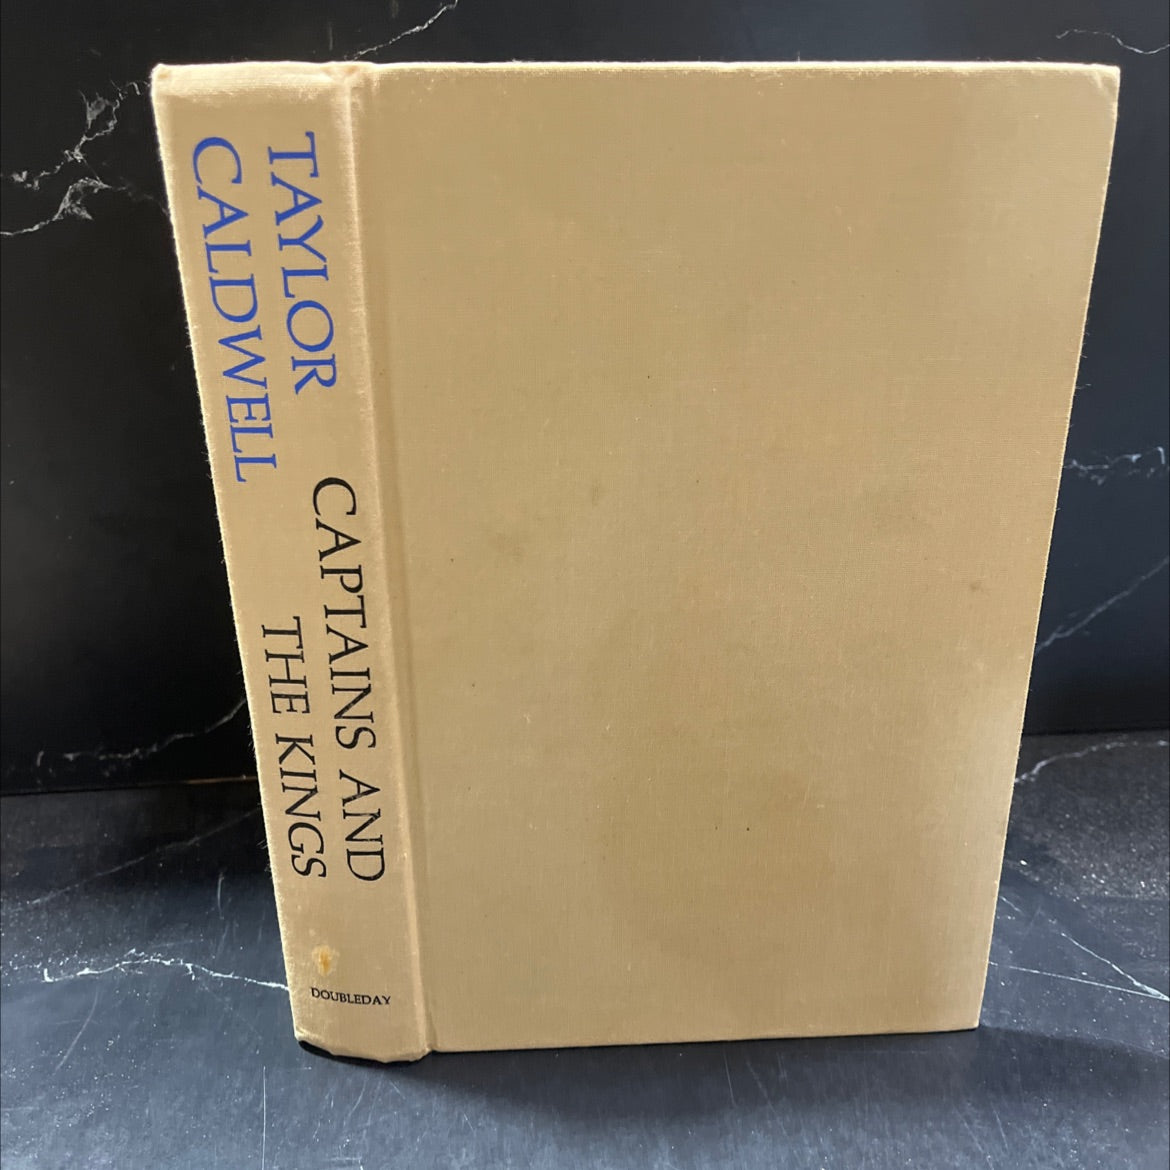 TAYLOR
CALDWELL
CAPTAINS AND
THE KINGS
DOUBLEDAY